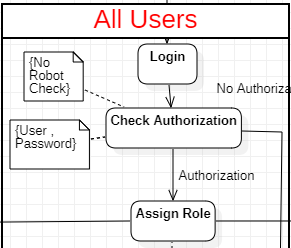 All Users
{No
Robot
Check}
Login
No Authoriza
{User ,
Password}
Check Authorization
Authorization
Assign Role